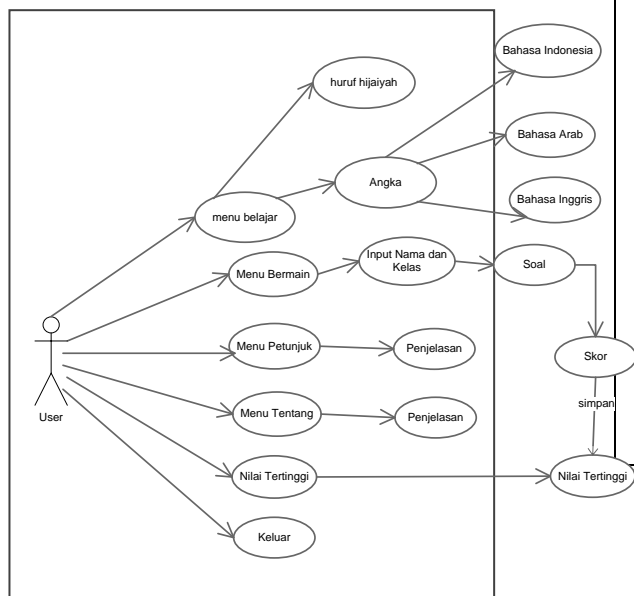 Bahasa Indonesia
huruf hijaiyah
Bahasa Arab
Angka
Bahasa Inggris
menu belajar
Input Nama dan
Kelas
Menu Bermain
Soal
Menu Petunjuk
Penjelasan
Skor
simpan
User
Menu Tentang
Penjelasan
Nilai Tertinggi
Nilai Tertinggi
Keluar